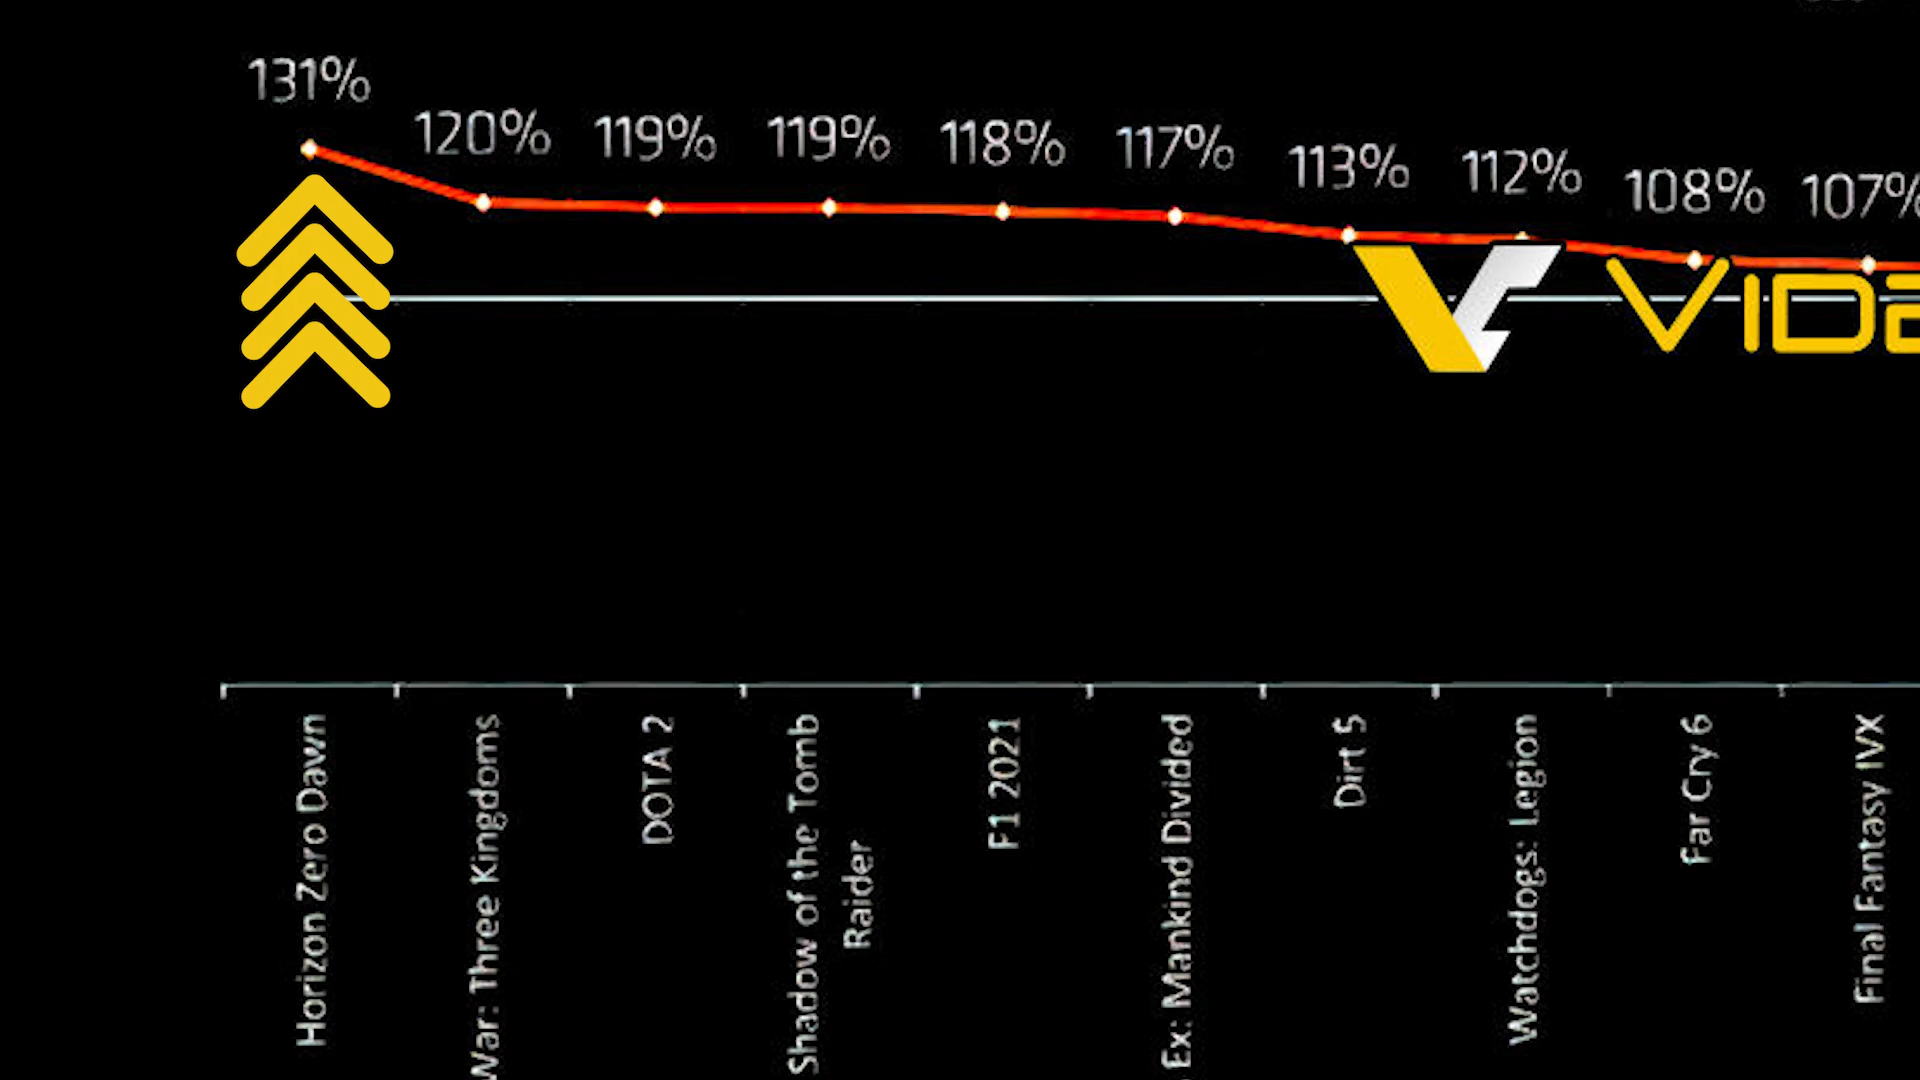 131%
120%
119%
119%
118%
117%
113%
112%
108%
107%
Horizon Zero Dawn
War: Three Kingdoms
DOTA 2
Shadow of the Tomb
Raider
F1 2021
Ex: Mankind Divided
Dirt 5
Watchdogs: Legion
Far Cry 6
Final Fantasy IVX